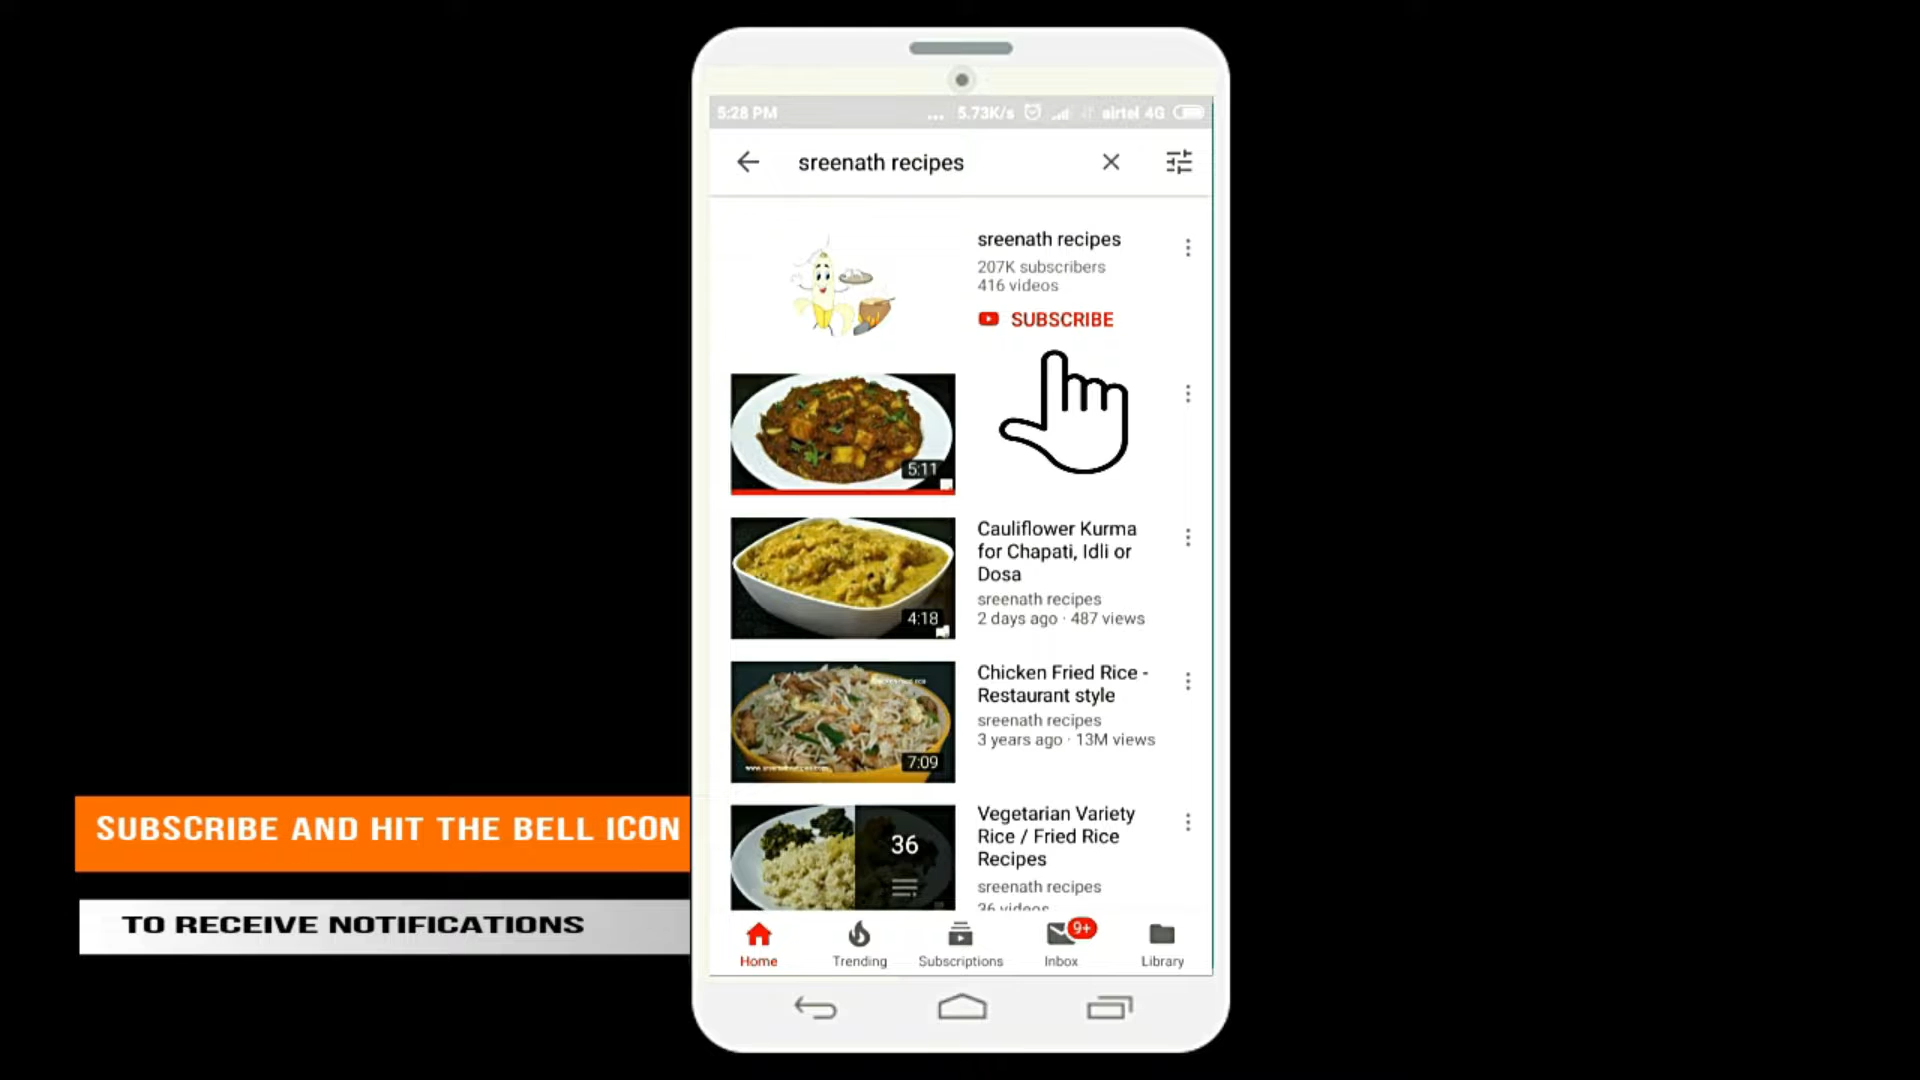 5:28 PM
... 5.73K/s airtel 4G
sreenath recipes
sreenath recipes
207K subscribers
416 videos
SUBSCRIBE
5:11
Cauliflower Kurma
for Chapati, Idli or
Dosa
sreenath recipes
2 days ago · 487 views
4:18
Chicken Fried Rice -
Restaurant style
sreenath recipes
3 years ago · 13M views
7:09
Vegetarian Variety
Rice / Fried Rice
Recipes
sreenath recipes
36 videos
36
SUBSCRIBE AND HIT THE BELL ICON
TO RECEIVE NOTIFICATIONS
9+
Home
Trending
Subscriptions
Inbox
Library